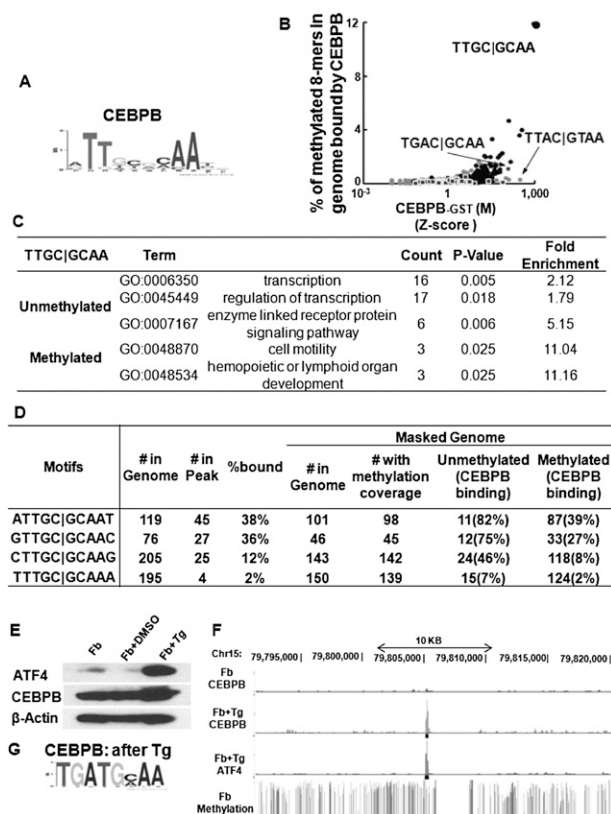 A
CEBPB
B
% of methylated 8-mers in
genome bound by CEBPB
12
8
4
0
10-3
1
1,000
TTGC|GCAA
TGAC|GCAA
TTAC|GTAA
CEBPB-GST (M)
(Z-score )
C
TTGC|GCAA Term Count P-Value Fold Enrichment
Unmethylated
GO:0006350 transcription 16 0.005 2.12
GO:0045449 regulation of transcription 17 0.018 1.79
GO:0007167 enzyme linked receptor protein signaling pathway 6 0.006 5.15
Methylated
GO:0048870 cell motility 3 0.025 11.04
GO:0048534 hemopoietic or lymphoid organ development 3 0.025 11.16
D
Masked Genome
Motifs # in Genome # in Peak %bound # in Genome # with methylation coverage Unmethylated (CEBPB binding) Methylated (CEBPB binding)
ATTGC|GCAAT 119 45 38% 101 98 11(82%) 87(39%)
GTTGC|GCAAC 76 27 36% 46 45 12(75%) 33(27%)
CTTGC|GCAAG 205 25 12% 143 142 24(46%) 118(8%)
TTTGC|GCAAA 195 4 2% 150 139 15(7%) 124(2%)
E
Fb Fb+DMSO Fb+Tg
ATF4
CEBPB
β-Actin
F
10 KB
Chr15: 79,795,000 79,800,000 79,805,000 79,810,000 79,815,000 79,820,000
Fb
CEBPB
Fb+Tg
CEBPB
Fb+Tg
ATF4
Fb
Methylation
G
CEBPB: after Tg